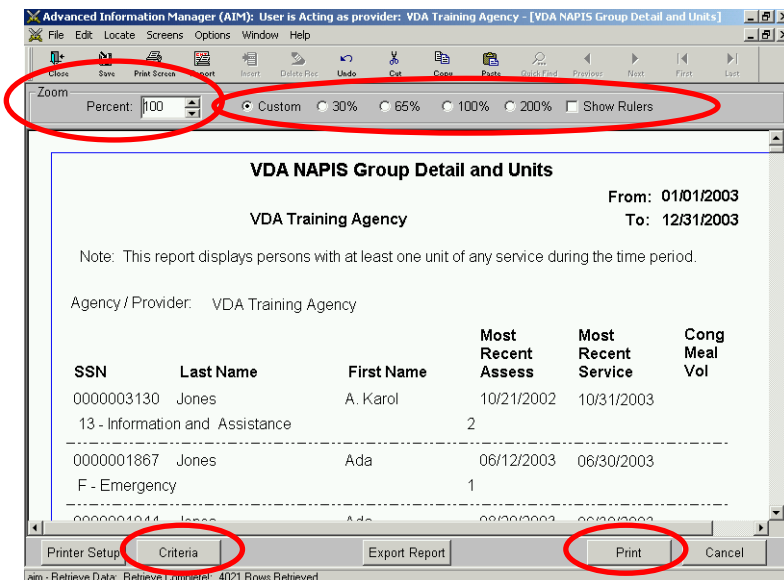 Advanced Information Manager (AIM): User is Acting as provider: VDA Training Agency - [VDA NAPIS Group Detail and Units]
File Edit Locate Screens Options Window Help
Close Save Print Screen Report Insert Delete Rec Undo Cut Copy Paste Quick Find Previous Next First Last
Zoom
Percent: 100 Custom 30% 65% 100% 200% Show Rulers
VDA NAPIS Group Detail and Units
From: 01/01/2003
VDA Training Agency To: 12/31/2003
Note: This report displays persons with at least one unit of any service during the time period.
Agency / Provider: VDA Training Agency
Most Most Cong
Recent Recent Meal
SSN Last Name First Name Assess Service Vol
0000003130 Jones A. Karol 10/21/2002 10/31/2003
13 - Information and Assistance 2
0000001867 Jones Ada 06/12/2003 06/30/2003
F - Emergency 1
Jones Ada
Printer Setup Criteria Export Report Print Cancel
aim - Retrieve Data: Retrieve Complete!: 4021 Rows Retrieved